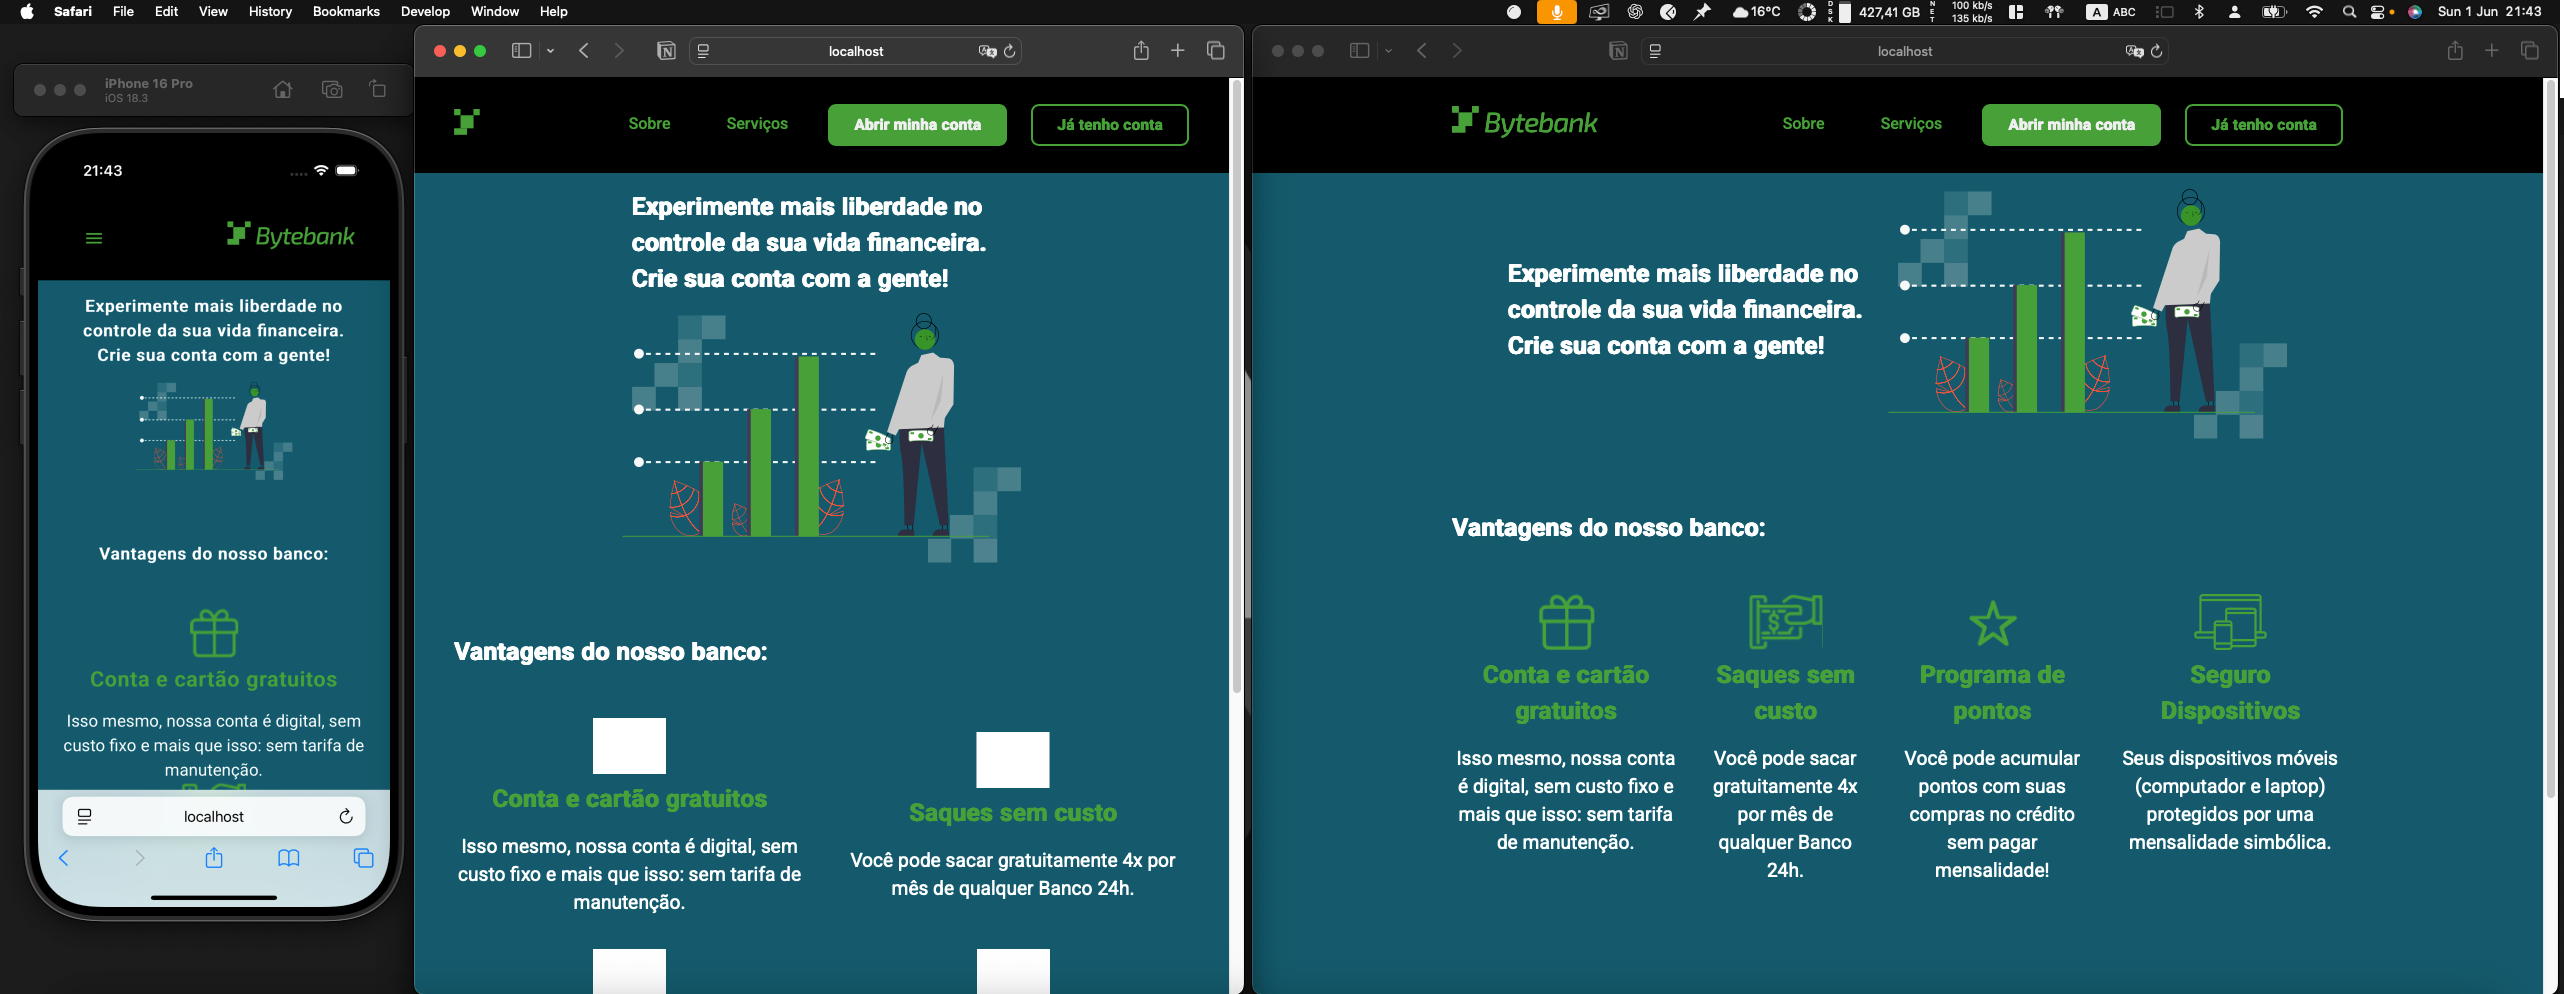 Safari File Edit View History Bookmarks Develop Window Help
16°C
DSK
427,41 GB
NET
100 kb/s
135 kb/s
A ABC
Sun 1 Jun 21:43
iPhone 16 Pro
iOS 18.3
21:43
Bytebank
Experimente mais liberdade no
controle da sua vida financeira.
Crie sua conta com a gente!
Vantagens do nosso banco:
Conta e cartão gratuitos
Isso mesmo, nossa conta é digital, sem
custo fixo e mais que isso: sem tarifa de
manutenção.
localhost
localhost
Sobre
Serviços
Abrir minha conta
Já tenho conta
Experimente mais liberdade no
controle da sua vida financeira.
Crie sua conta com a gente!
Vantagens do nosso banco:
Conta e cartão gratuitos
Isso mesmo, nossa conta é digital, sem
custo fixo e mais que isso: sem tarifa de
manutenção.
Saques sem custo
Você pode sacar gratuitamente 4x por
mês de qualquer Banco 24h.
localhost
Bytebank
Sobre
Serviços
Abrir minha conta
Já tenho conta
Experimente mais liberdade no
controle da sua vida financeira.
Crie sua conta com a gente!
Vantagens do nosso banco:
Conta e cartão
gratuitos
Isso mesmo, nossa conta
é digital, sem custo fixo e
mais que isso: sem tarifa
de manutenção.
Saques sem
custo
Você pode sacar
gratuitamente 4x
por mês de
qualquer Banco
24h.
Programa de
pontos
Você pode acumular
pontos com suas
compras no crédito
sem pagar
mensalidade!
Seguro
Dispositivos
Seus dispositivos móveis
(computador e laptop)
protegidos por uma
mensalidade simbólica.